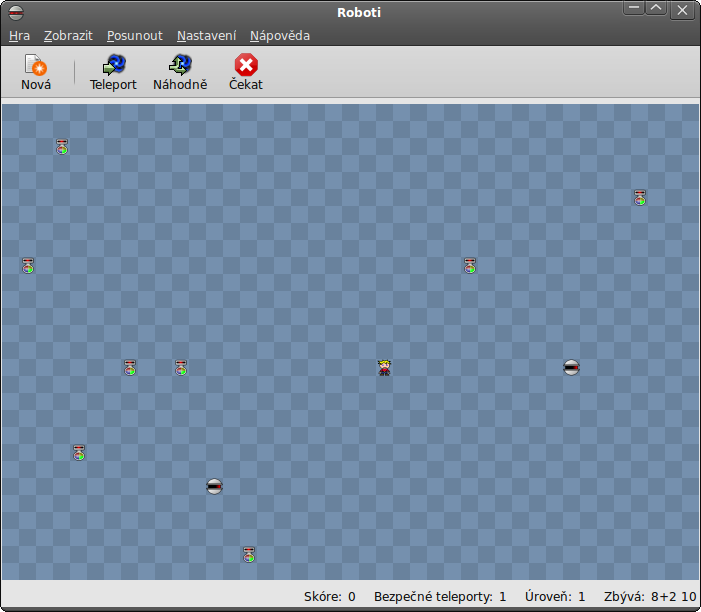 Roboti
Hra Zobrazit Posunout Nastavení Nápověda
Nová Teleport Náhodně Čekat
Skóre: 0 Bezpečné teleporty: 1 Úroveň: 1 Zbývá: 8+2 10